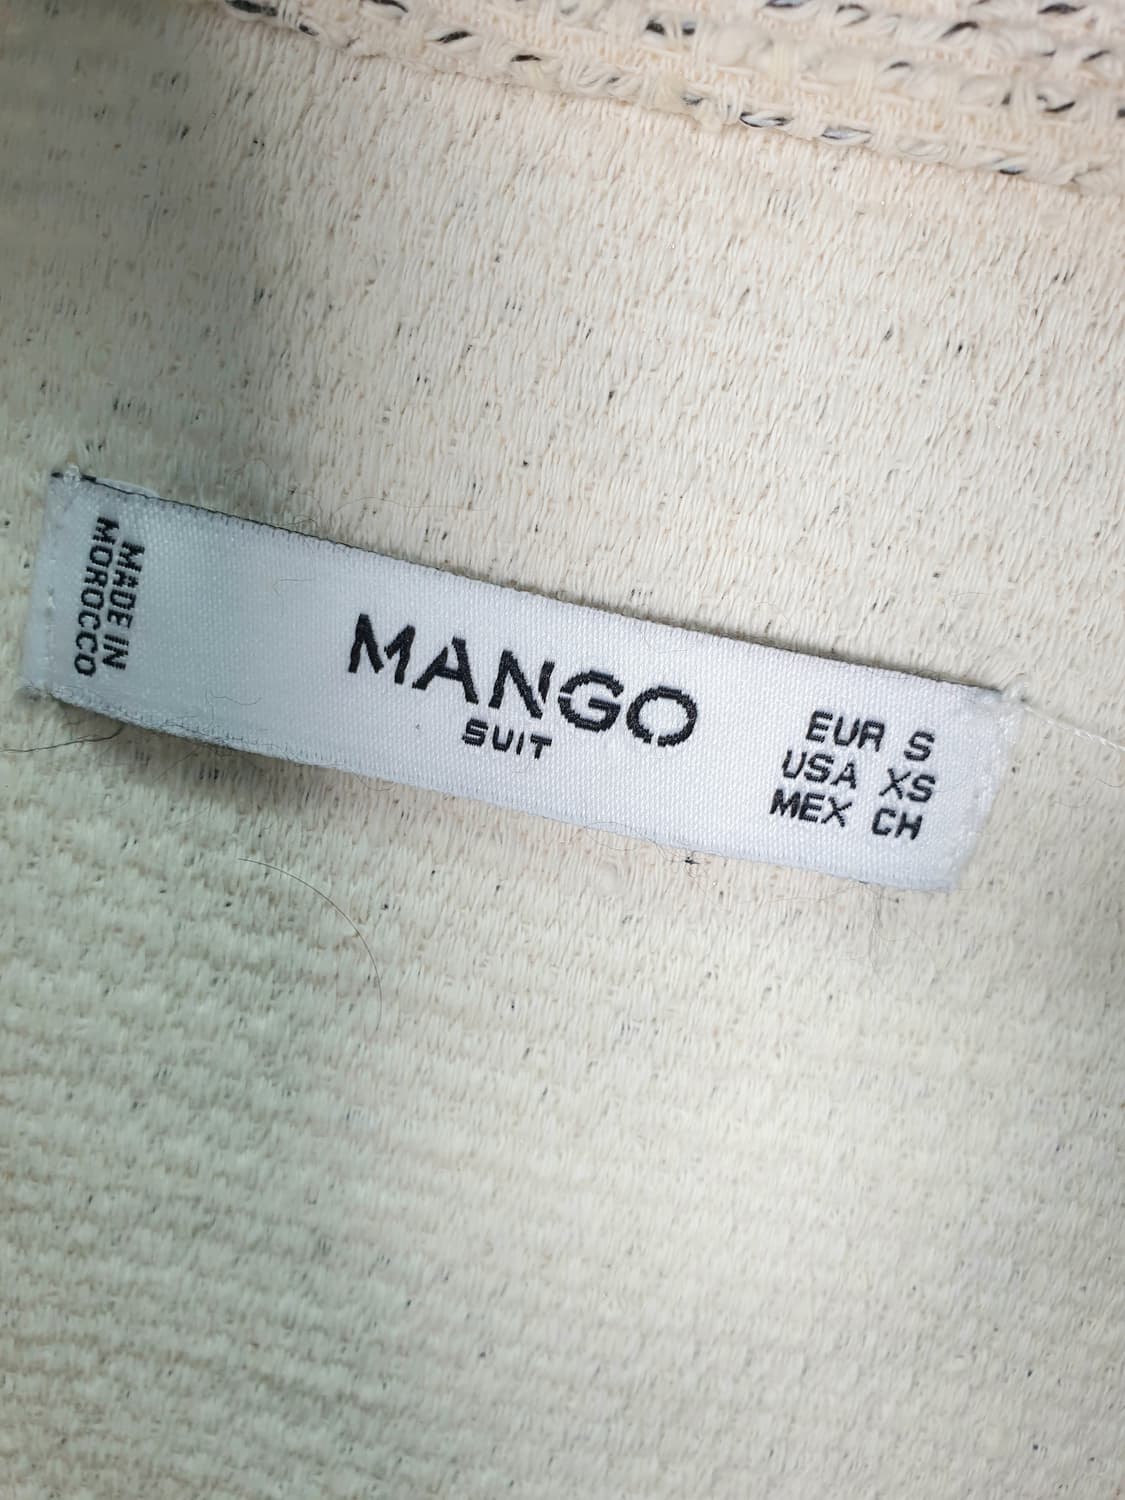 MADE IN
MOROCCO
MANGO
SUIT
EUR S
USA XS
MEX CH